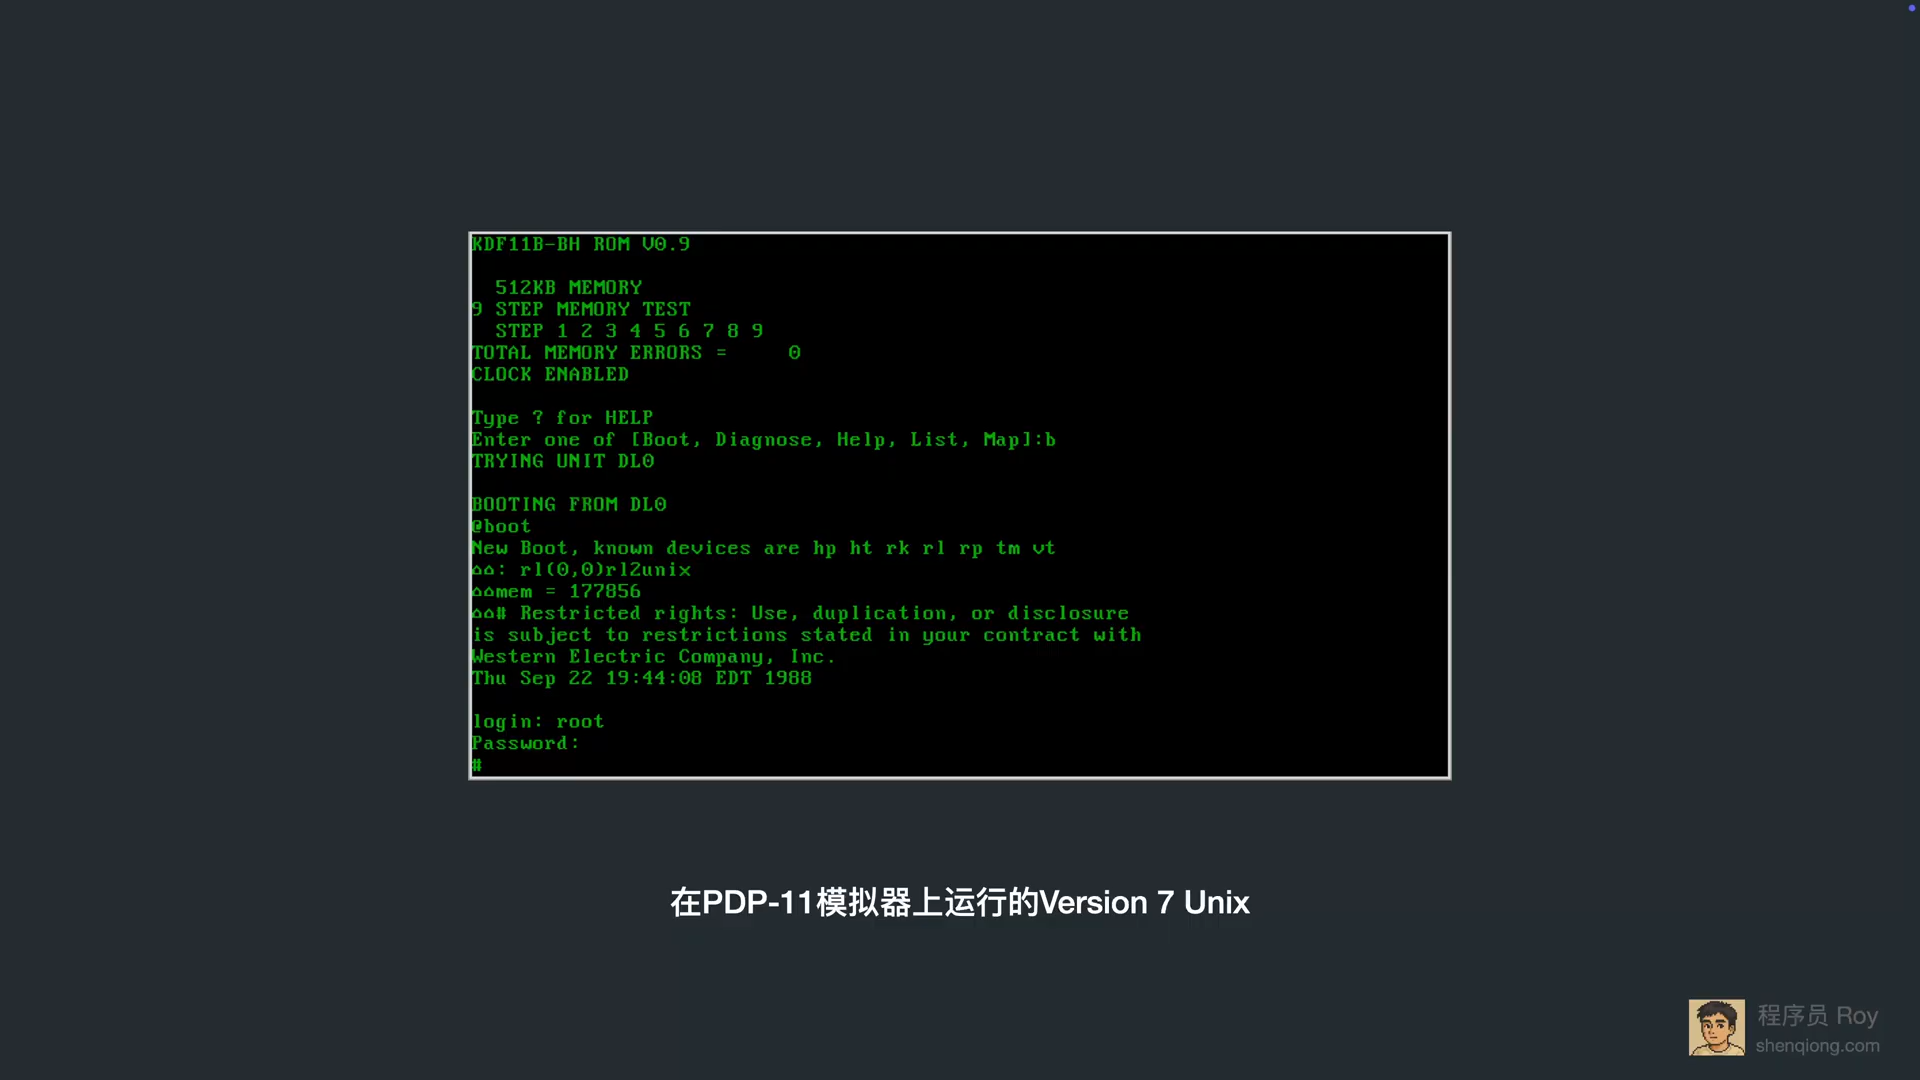 KDF11B-BH ROM V0.9
512KB MEMORY
9 STEP MEMORY TEST
STEP 1 2 3 4 5 6 7 8 9
TOTAL MEMORY ERRORS =     0
CLOCK ENABLED
Type ? for HELP
Enter one of [Boot, Diagnose, Help, List, Map]:b
TRYING UNIT DL0
BOOTING FROM DL0
@boot
New Boot, known devices are hp ht rk rl rp tm vt
⌂⌂: rl(0,0)rl2unix
⌂⌂mem = 177856
⌂⌂# Restricted rights: Use, duplication, or disclosure
is subject to restrictions stated in your contract with
Western Electric Company, Inc.
Thu Sep 22 19:44:08 EDT 1988
login: root
Password:
#
在PDP-11模拟器上运行的Version 7 Unix
程序员 Roy
shenqiong.com